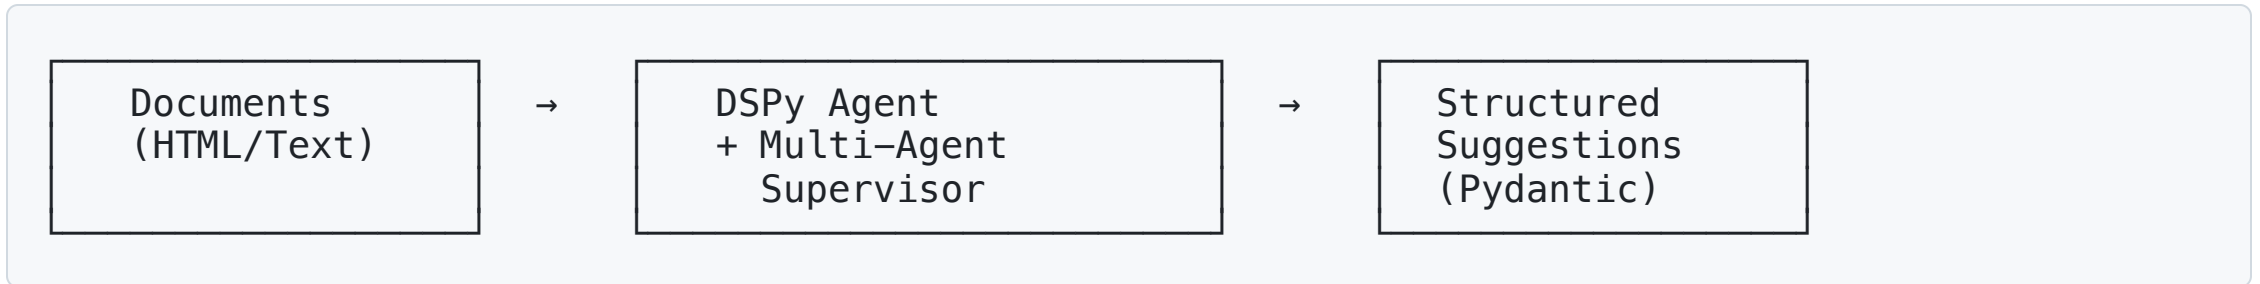 Documents
(HTML/Text)
→
DSPy Agent
+ Multi-Agent
Supervisor
→
Structured
Suggestions
(Pydantic)